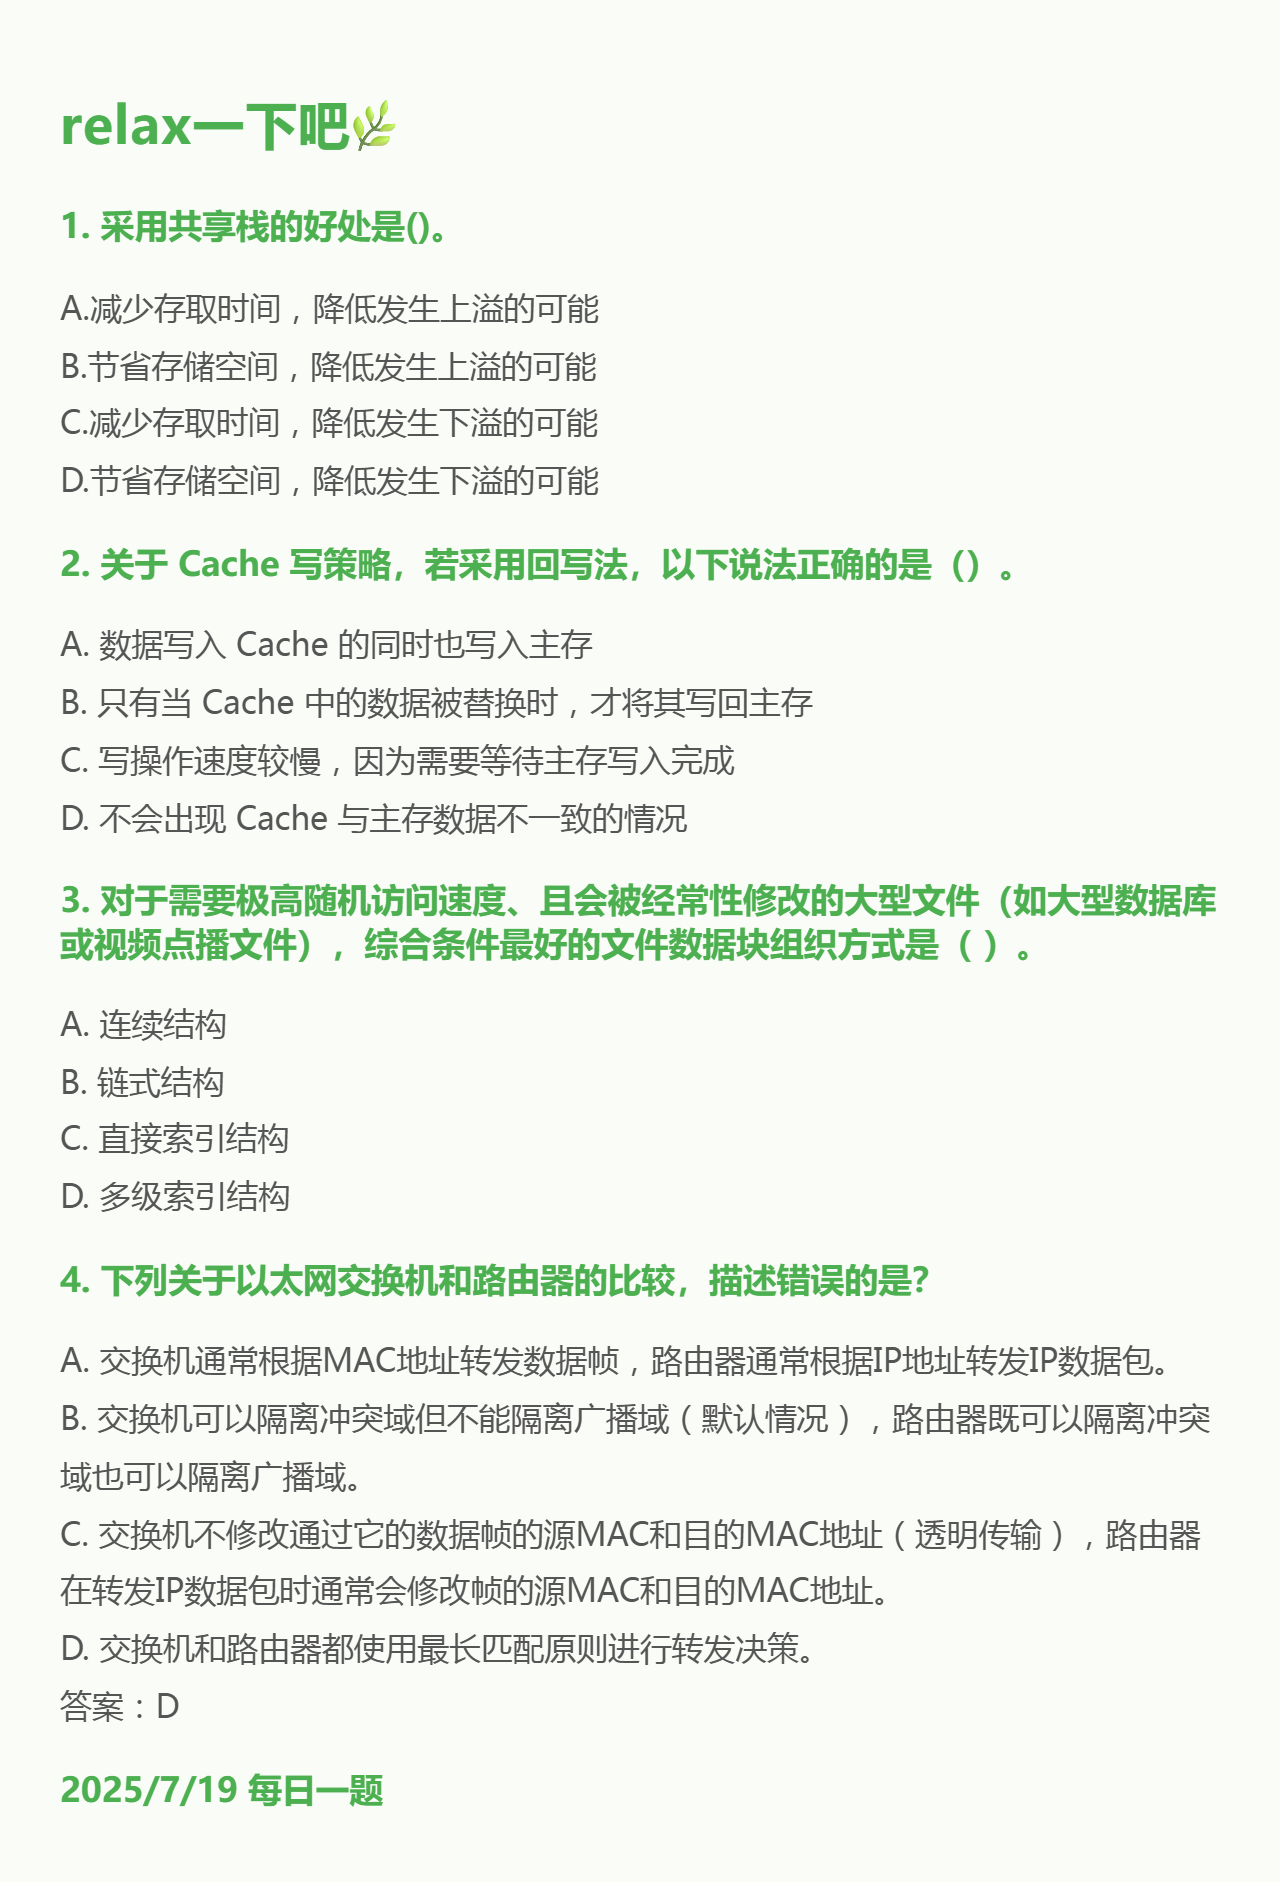 relax一下吧🌿
1. 采用共享栈的好处是()。
A.减少存取时间，降低发生上溢的可能
B.节省存储空间，降低发生上溢的可能
C.减少存取时间，降低发生下溢的可能
D.节省存储空间，降低发生下溢的可能
2. 关于 Cache 写策略，若采用回写法，以下说法正确的是（）。
A. 数据写入 Cache 的同时也写入主存
B. 只有当 Cache 中的数据被替换时，才将其写回主存
C. 写操作速度较慢，因为需要等待主存写入完成
D. 不会出现 Cache 与主存数据不一致的情况
3. 对于需要极高随机访问速度、且会被经常性修改的大型文件（如大型数据库
或视频点播文件），综合条件最好的文件数据块组织方式是（ ）。
A. 连续结构
B. 链式结构
C. 直接索引结构
D. 多级索引结构
4. 下列关于以太网交换机和路由器的比较，描述错误的是？
A. 交换机通常根据MAC地址转发数据帧，路由器通常根据IP地址转发IP数据包。
B. 交换机可以隔离冲突域但不能隔离广播域（默认情况），路由器既可以隔离冲突
域也可以隔离广播域。
C. 交换机不修改通过它的数据帧的源MAC和目的MAC地址（透明传输），路由器
在转发IP数据包时通常会修改帧的源MAC和目的MAC地址。
D. 交换机和路由器都使用最长匹配原则进行转发决策。
答案：D
2025/7/19 每日一题